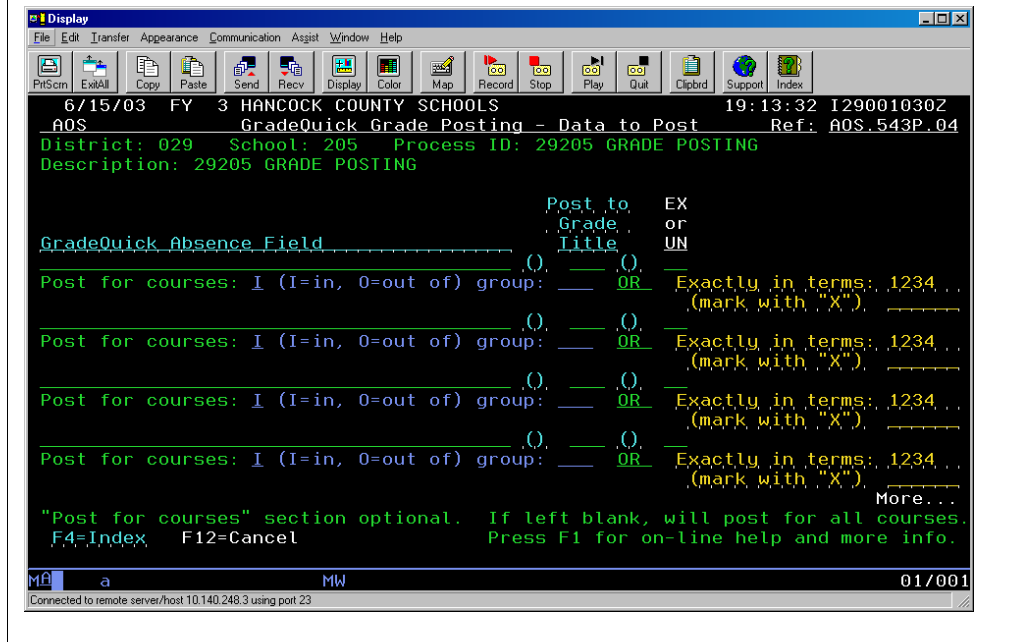 Display
File Edit Transfer Appearance Communication Assist Window Help
PrtScrn ExitAll Copy Paste Send Recv Display Color Map Record Stop Play Quit Clipbrd Support Index
6/15/03 FY 3 HANCOCK COUNTY SCHOOLS 19:13:32 I29001030Z
AOS GradeQuick Grade Posting - Data to Post Ref: AOS.543P.04
District: 029 School: 205 Process ID: 29205 GRADE POSTING
Description: 29205 GRADE POSTING
Post to EX
Grade or
GradeQuick Absence Field Title UN
() ()
Post for courses: I (I=in, O=out of) group: OR Exactly in terms: 1234
(mark with "X")
() ()
Post for courses: I (I=in, O=out of) group: OR Exactly in terms: 1234
(mark with "X")
() ()
Post for courses: I (I=in, O=out of) group: OR Exactly in terms: 1234
(mark with "X")
() ()
Post for courses: I (I=in, O=out of) group: OR Exactly in terms: 1234
(mark with "X")
More...
"Post for courses" section optional. If left blank, will post for all courses.
F4=Index F12=Cancel Press F1 for on-line help and more info.
MA a MW 01/001
Connected to remote server/host 10.140.248.3 using port 23